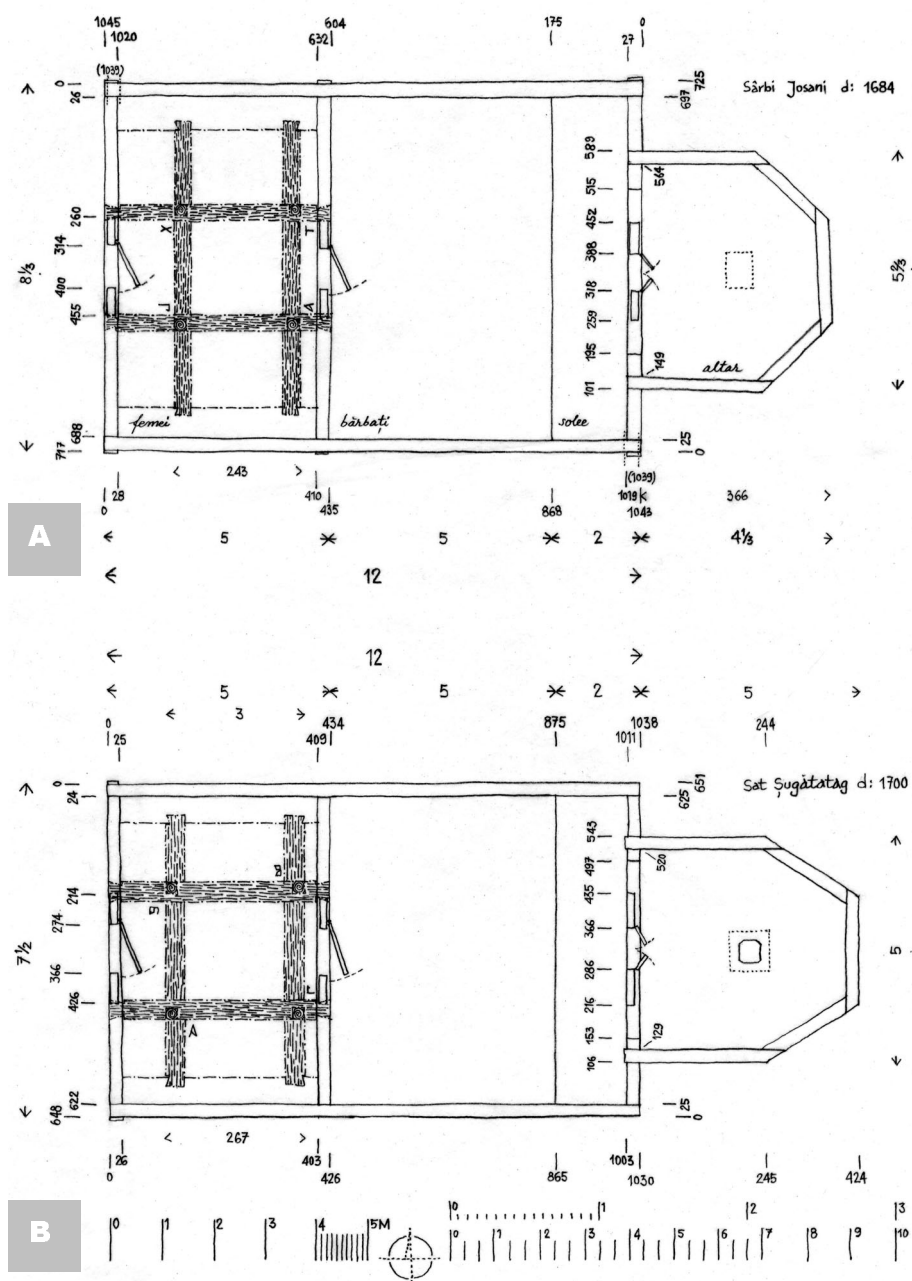 1045 604 175 0
1020 632 27
(1039)
0 725
26 697
Sârbi Josani d: 1684
589 564
515
260 452
X T
314 388
8⅓ 5⅔
400 318
J A
455 259
195 149
altar
101
femei bărbați solee
688 25
717 0
243 (1039)
28 410 1019 366
0 435 868 1043
A
5 5 2 4⅓
12
12
5 5 2 5
3
0 434 875 1038 244
25 409 1011
0 651
24 625
Sat Șugătatag d: 1700
543 520
497
B
214 455
274 366
7½ 5
366 286
Г
426 216
A
153 129
106
622 25
648 0
267
26 403 1003
0 426 865 1030 245 424
B
0 1 2 3 4 5M
0 1 2 3
0 1 2 3 4 5 6 7 8 9 10